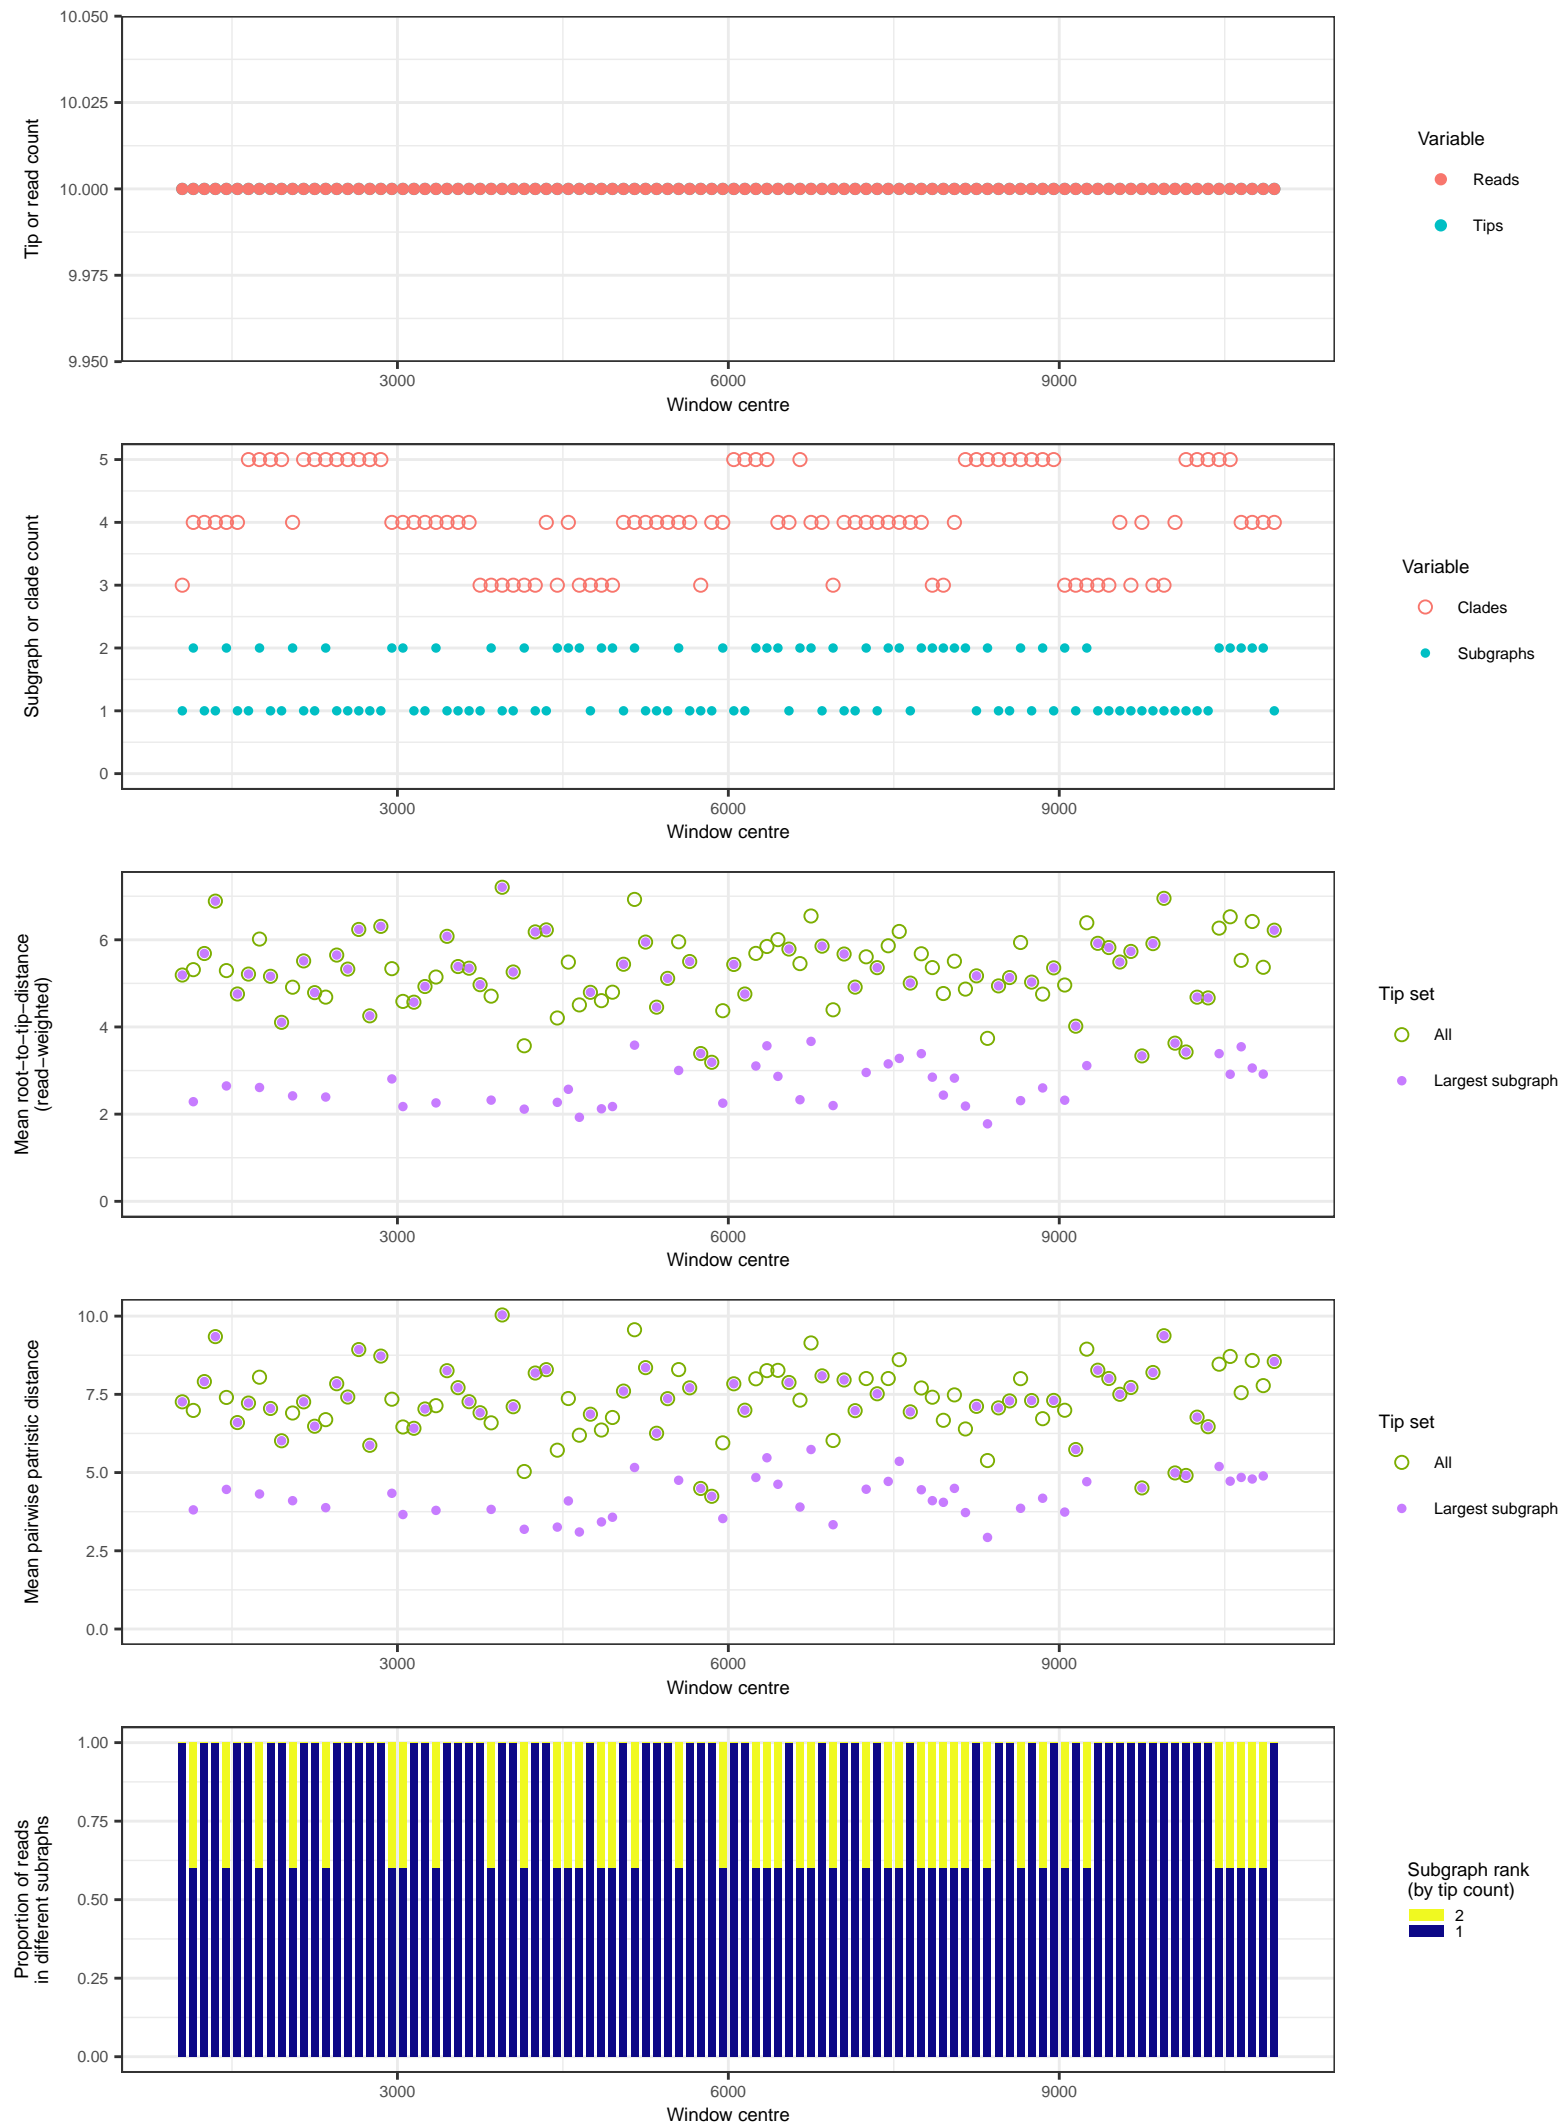 10.050
10.025
10.000
9.975
9.950
Tip or read count
3000 6000 9000
Window centre
Variable
Reads
Tips
5
4
3
2
1
0
Subgraph or clade count
3000 6000 9000
Window centre
Variable
Clades
Subgraphs
6
4
2
0
Mean root−to−tip−distance
(read−weighted)
3000 6000 9000
Window centre
Tip set
All
Largest subgraph
10.0
7.5
5.0
2.5
0.0
Mean pairwise patristic distance
3000 6000 9000
Window centre
Tip set
All
Largest subgraph
1.00
0.75
0.50
0.25
0.00
Proportion of reads
in different subraphs
3000 6000 9000
Window centre
Subgraph rank
(by tip count)
2
1